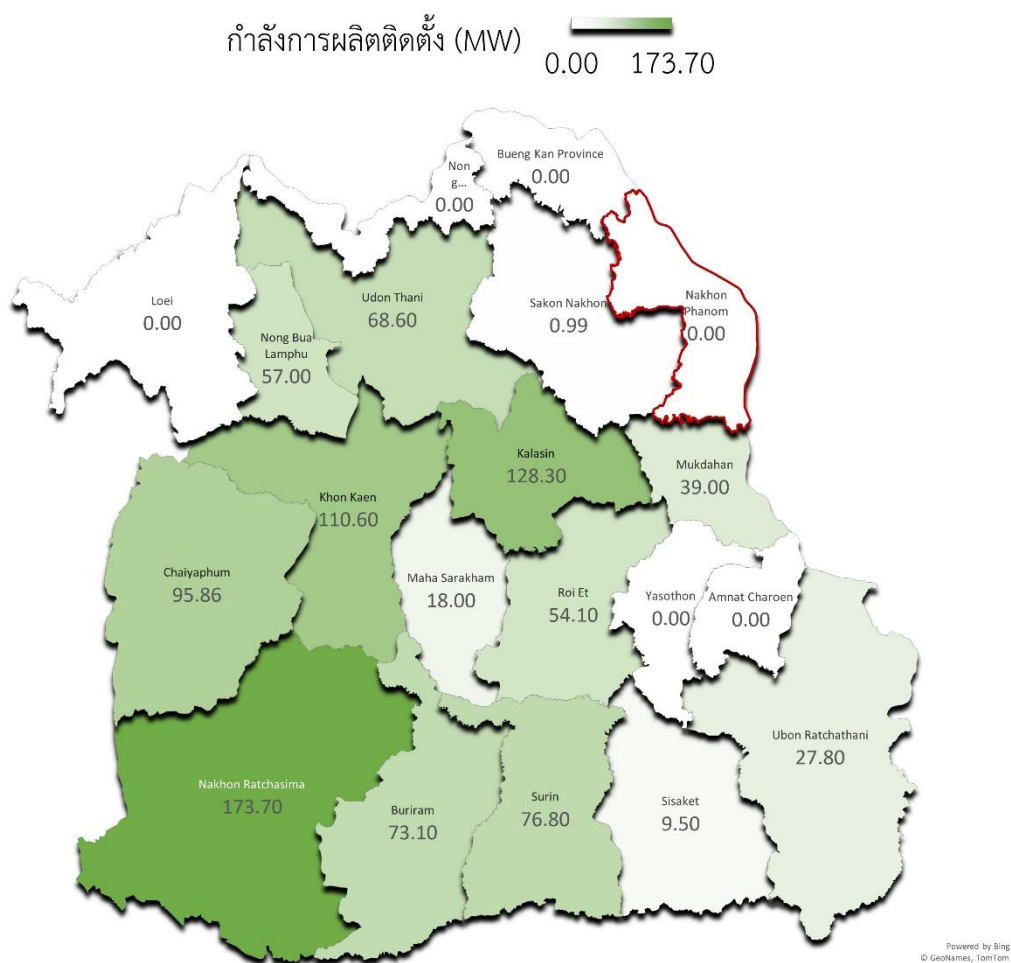 กำลังการผลิตติดตั้ง (MW)
0.00 173.70
Bueng Kan Province
0.00
Non
g...
0.00
Loei
0.00
Udon Thani
68.60
Sakon Nakhon
0.99
Nakhon
Phanom
0.00
Nong Bua
Lamphu
57.00
Kalasin
128.30
Mukdahan
39.00
Khon Kaen
110.60
Chaiyaphum
95.86
Maha Sarakham
18.00
Roi Et
54.10
Yasothon
0.00
Amnat Charoen
0.00
Ubon Ratchathani
27.80
Nakhon Ratchasima
173.70
Buriram
73.10
Surin
76.80
Sisaket
9.50
Powered by Bing
© GeoNames, TomTom